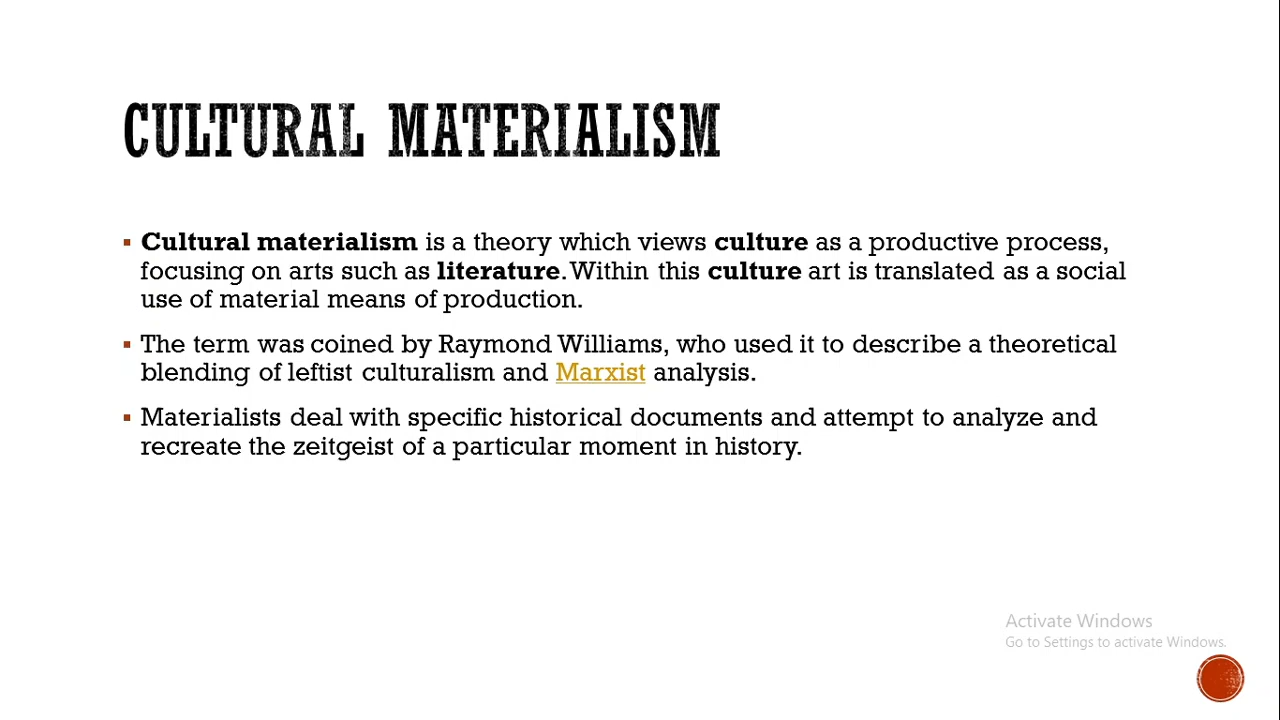 CULTURAL MATERIALISM
▪ Cultural materialism is a theory which views culture as a productive process,
focusing on arts such as literature. Within this culture art is translated as a social
use of material means of production.
▪ The term was coined by Raymond Williams, who used it to describe a theoretical
blending of leftist culturalism and Marxist analysis.
▪ Materialists deal with specific historical documents and attempt to analyze and
recreate the zeitgeist of a particular moment in history.
Activate Windows
Go to Settings to activate Windows.